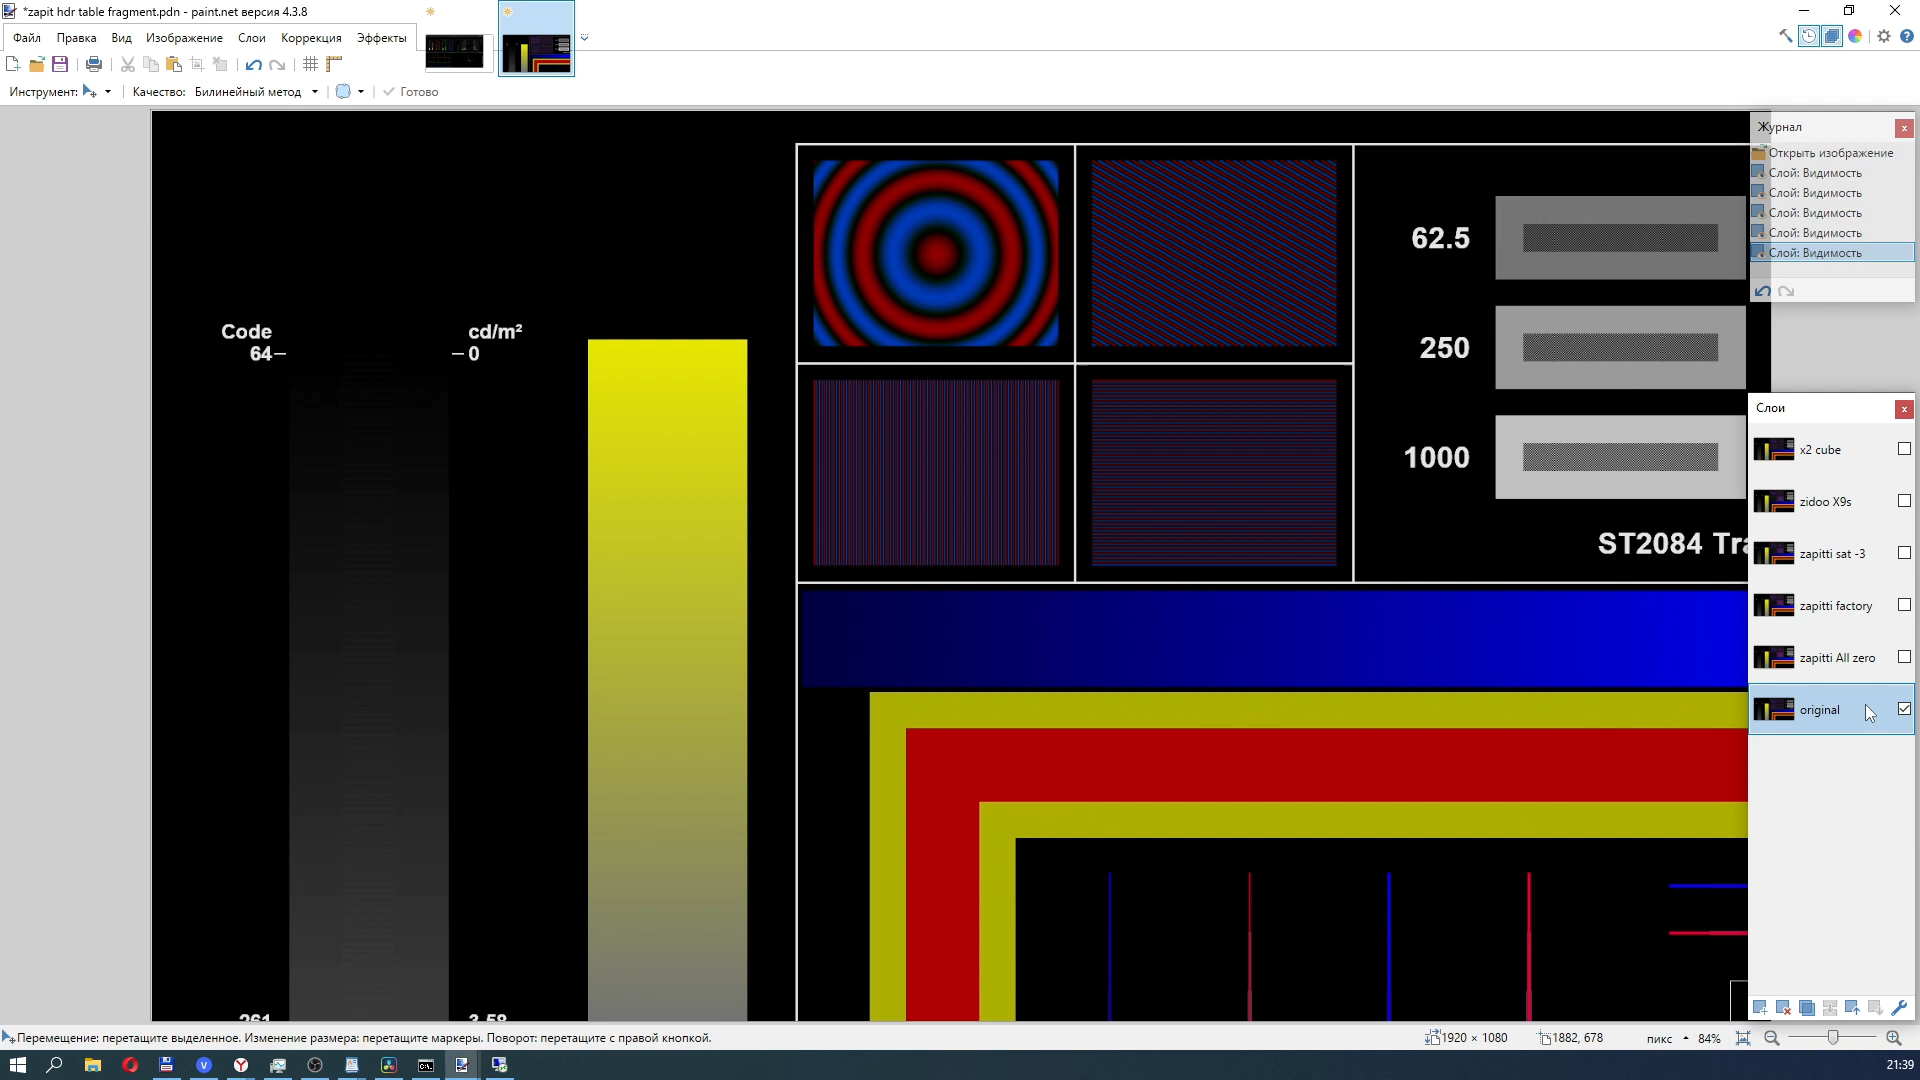 *zapit hdr table fragment.pdn - paint.net версия 4.3.8
Файл Правка Вид Изображение Слои Коррекция Эффекты
Инструмент: Качество: Билинейный метод Готово
Журнал
Открыть изображение
Слой: Видимость
Слой: Видимость
Слой: Видимость
Слой: Видимость
Слой: Видимость
62.5
Code cd/m²
64 0
250
1000
ST2084 Tra
Слои
x2 cube
zidoo X9s
zapitti sat -3
zapitti factory
zapitti All zero
original
261 3.58
Перемещение: перетащите выделенное. Изменение размера: перетащите маркеры. Поворот: перетащите с правой кнопкой. 1920 × 1080 1882, 678 пикс 84%
21:39